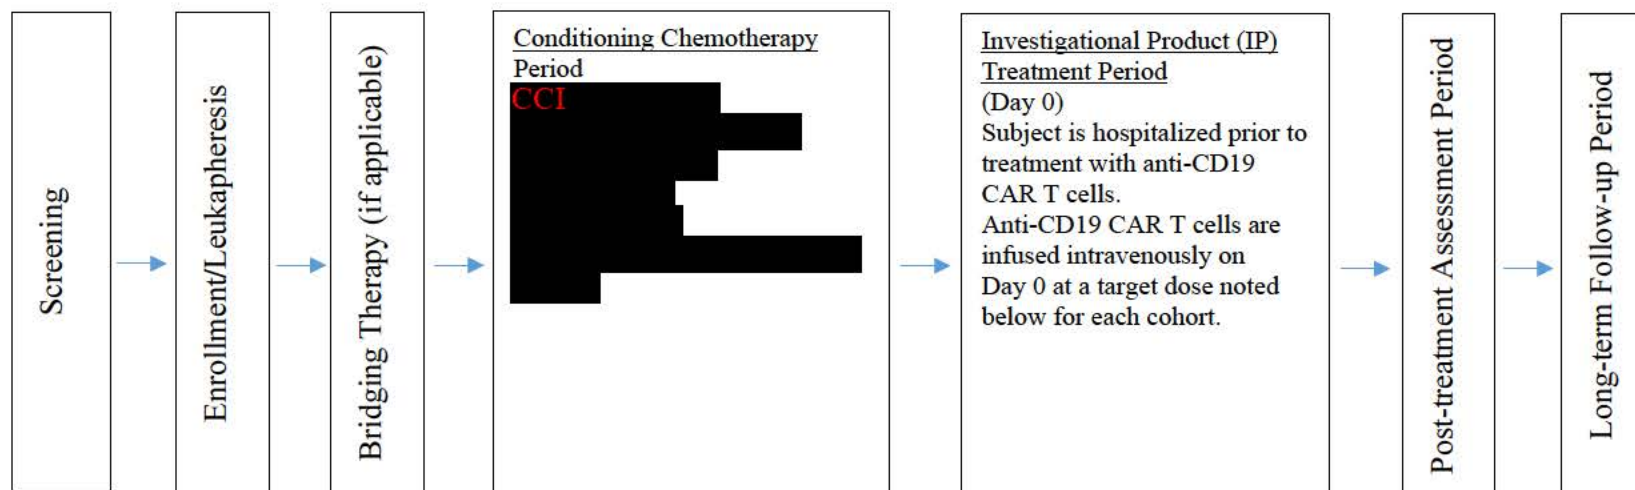 Screening
Enrollment/Leukapheresis
Bridging Therapy (if applicable)
Conditioning Chemotherapy
Period
CCI
Investigational Product (IP)
Treatment Period
(Day 0)
Subject is hospitalized prior to
treatment with anti-CD19
CAR T cells.
Anti-CD19 CAR T cells are
infused intravenously on
Day 0 at a target dose noted
below for each cohort.
Post-treatment Assessment Period
Long-term Follow-up Period